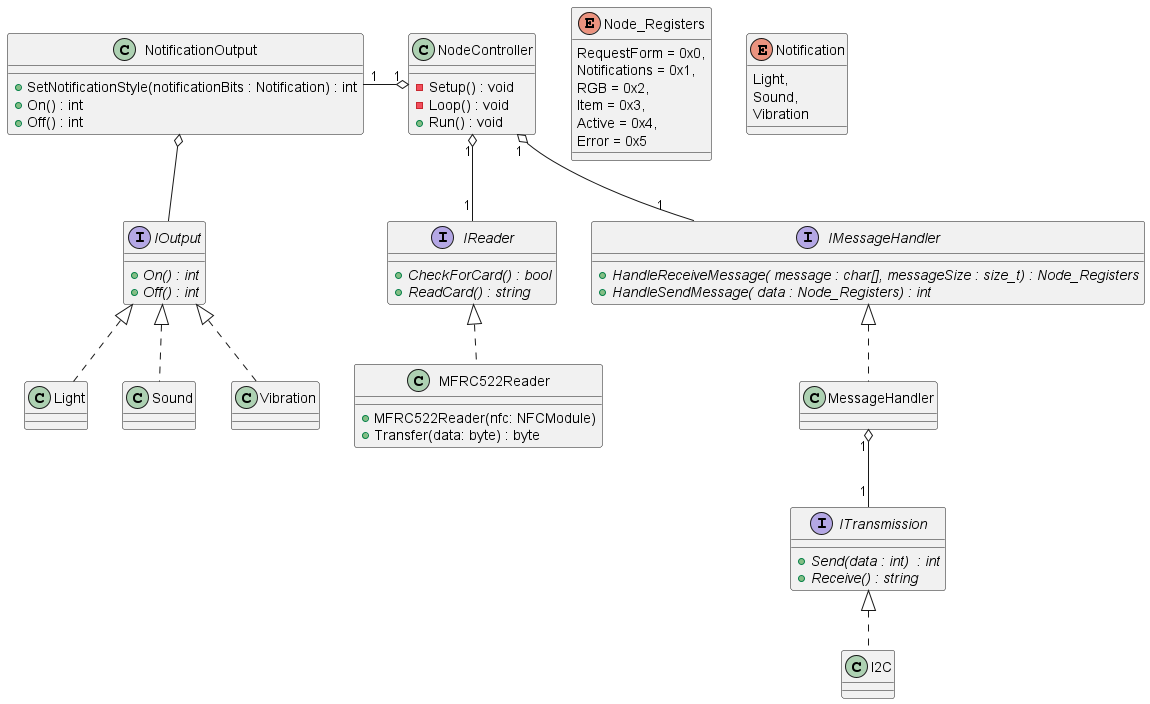 C NotificationOutput
SetNotificationStyle(notificationBits : Notification) : int
On() : int
Off() : int
1 1
C NodeController
Setup() : void
Loop() : void
Run() : void
E Node_Registers
RequestForm = 0x0,
Notifications = 0x1,
RGB = 0x2,
Item = 0x3,
Active = 0x4,
Error = 0x5
E Notification
Light,
Sound,
Vibration
1
1
1
1
I IOutput
On() : int
Off() : int
I IReader
CheckForCard() : bool
ReadCard() : string
I IMessageHandler
HandleReceiveMessage( message : char[], messageSize : size_t) : Node_Registers
HandleSendMessage( data : Node_Registers) : int
C Light
C Sound
C Vibration
C MFRC522Reader
MFRC522Reader(nfc: NFCModule)
Transfer(data: byte) : byte
C MessageHandler
1
1
I ITransmission
Send(data : int)  : int
Receive() : string
C I2C